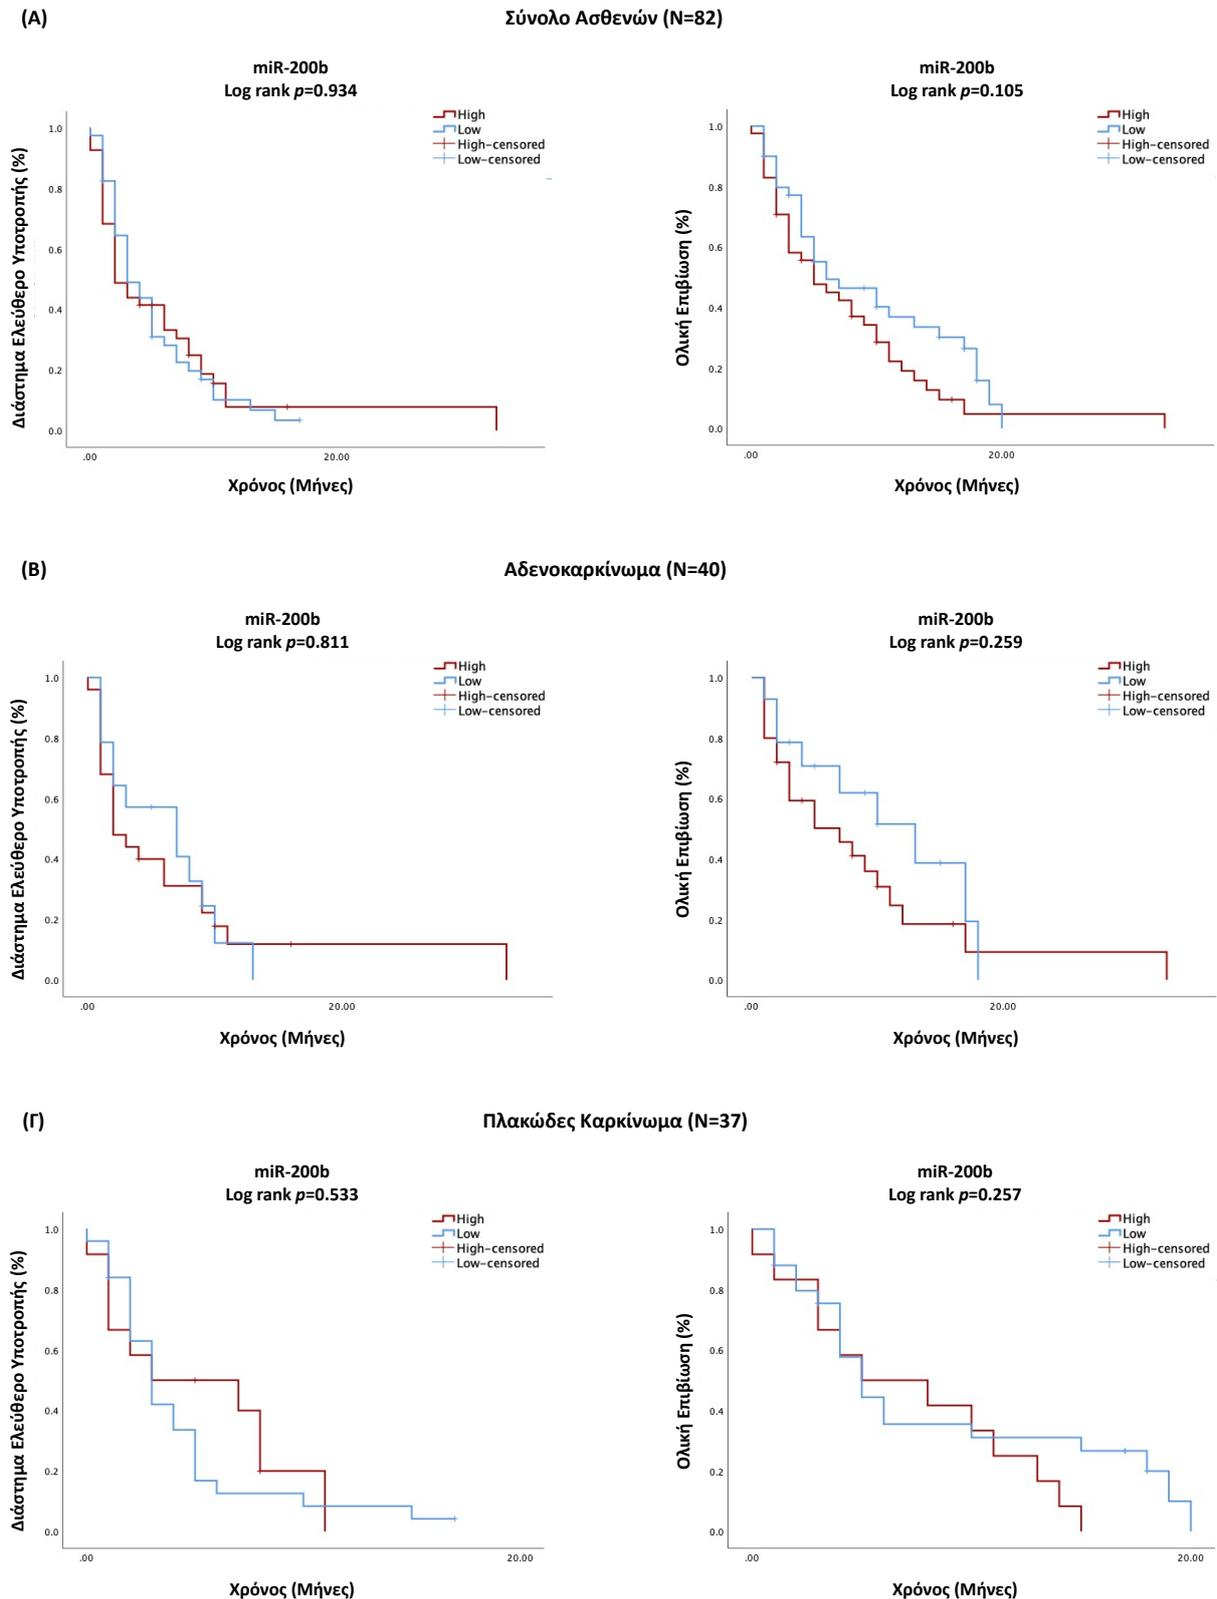 (Α)
Σύνολο Ασθενών (Ν=82)
miR-200b
Log rank p=0.934
High
Low
High-censored
Low-censored
1.0
0.8
0.6
0.4
0.2
0.0
.00
20.00
Διάστημα Ελεύθερο Υποτροπής (%)
Χρόνος (Μήνες)
miR-200b
Log rank p=0.105
High
Low
High-censored
Low-censored
1.0
0.8
0.6
0.4
0.2
0.0
.00
20.00
Ολική Επιβίωση (%)
Χρόνος (Μήνες)
(Β)
Αδενοκαρκίνωμα (Ν=40)
miR-200b
Log rank p=0.811
High
Low
High-censored
Low-censored
1.0
0.8
0.6
0.4
0.2
0.0
.00
20.00
Διάστημα Ελεύθερο Υποτροπής (%)
Χρόνος (Μήνες)
miR-200b
Log rank p=0.259
High
Low
High-censored
Low-censored
1.0
0.8
0.6
0.4
0.2
0.0
.00
20.00
Ολική Επιβίωση (%)
Χρόνος (Μήνες)
(Γ)
Πλακώδες Καρκίνωμα (Ν=37)
miR-200b
Log rank p=0.533
High
Low
High-censored
Low-censored
1.0
0.8
0.6
0.4
0.2
0.0
.00
20.00
Διάστημα Ελεύθερο Υποτροπής (%)
Χρόνος (Μήνες)
miR-200b
Log rank p=0.257
High
Low
High-censored
Low-censored
1.0
0.8
0.6
0.4
0.2
0.0
.00
20.00
Ολική Επιβίωση (%)
Χρόνος (Μήνες)